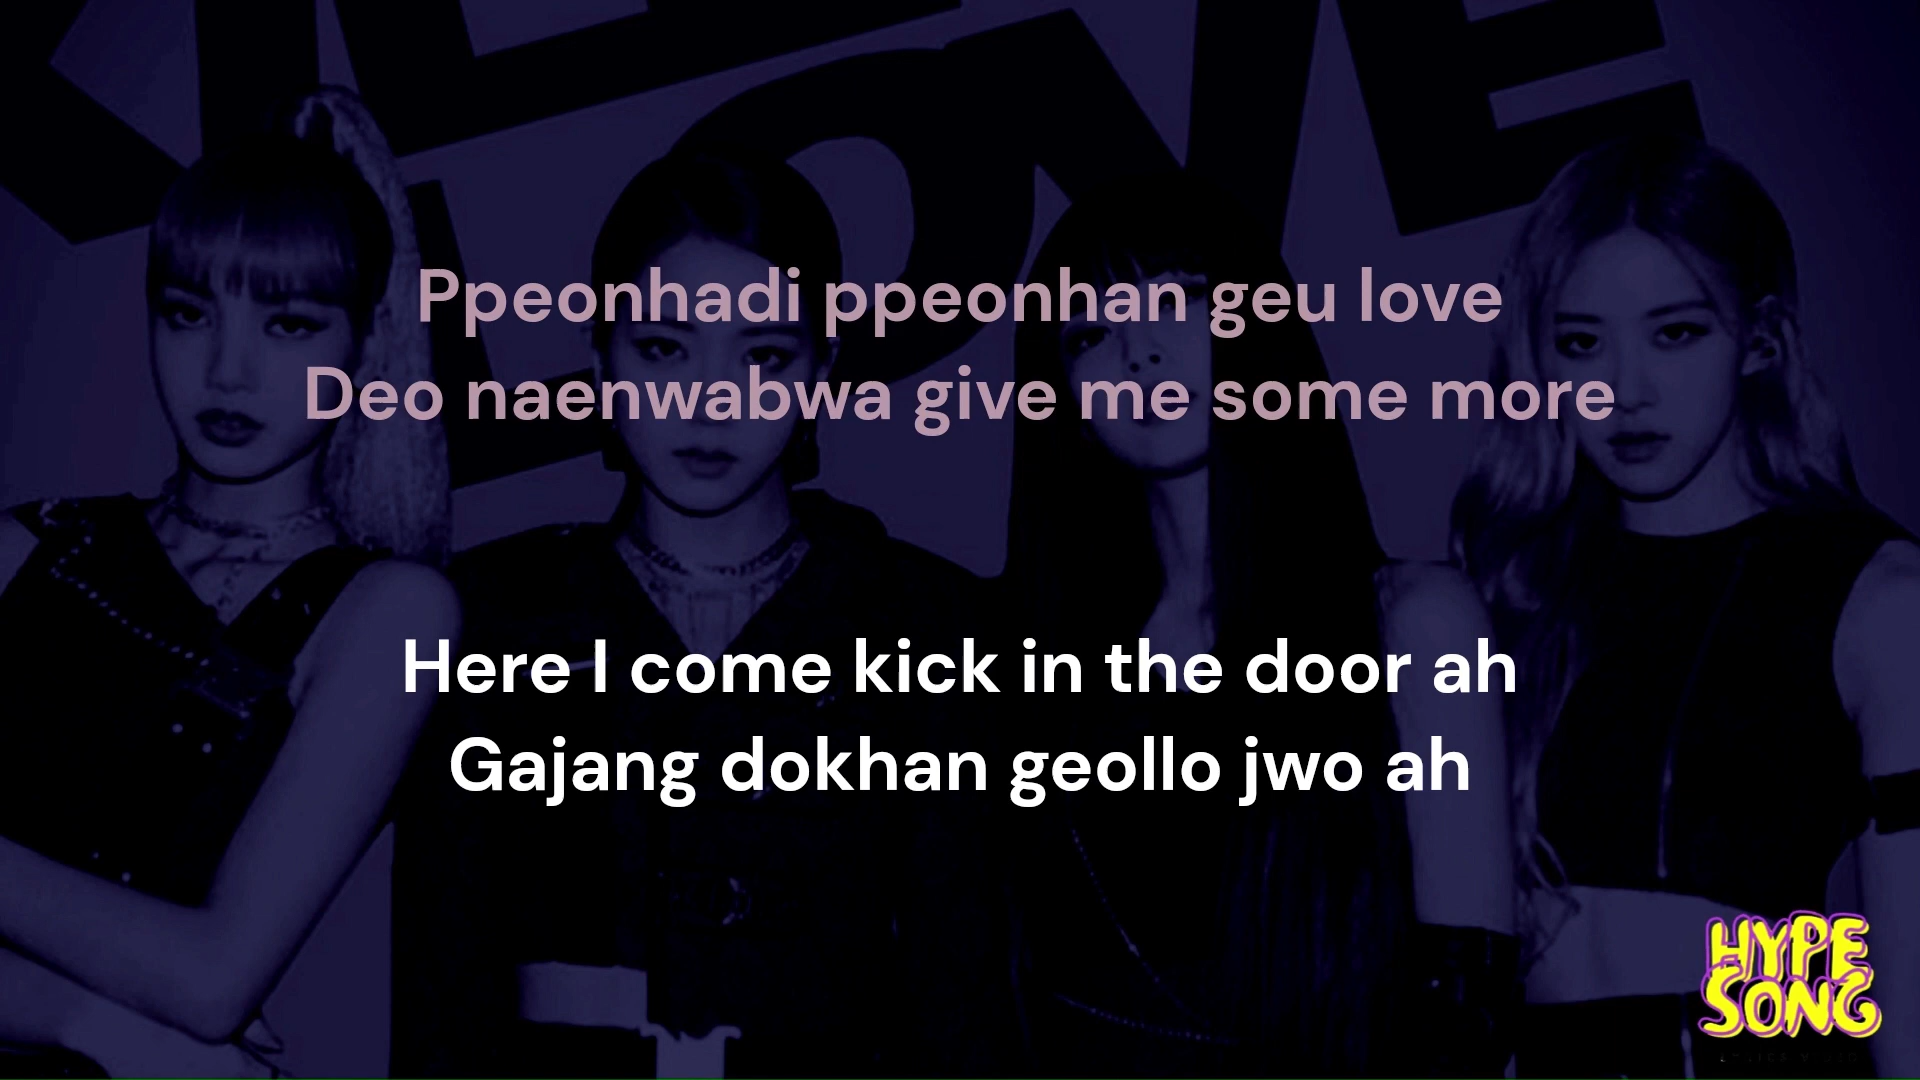 Ppeonhadi ppeonhan geu love
Deo naenwabwa give me some more
Here I come kick in the door ah
Gajang dokhan geollo jwo ah
HYPE
SONG